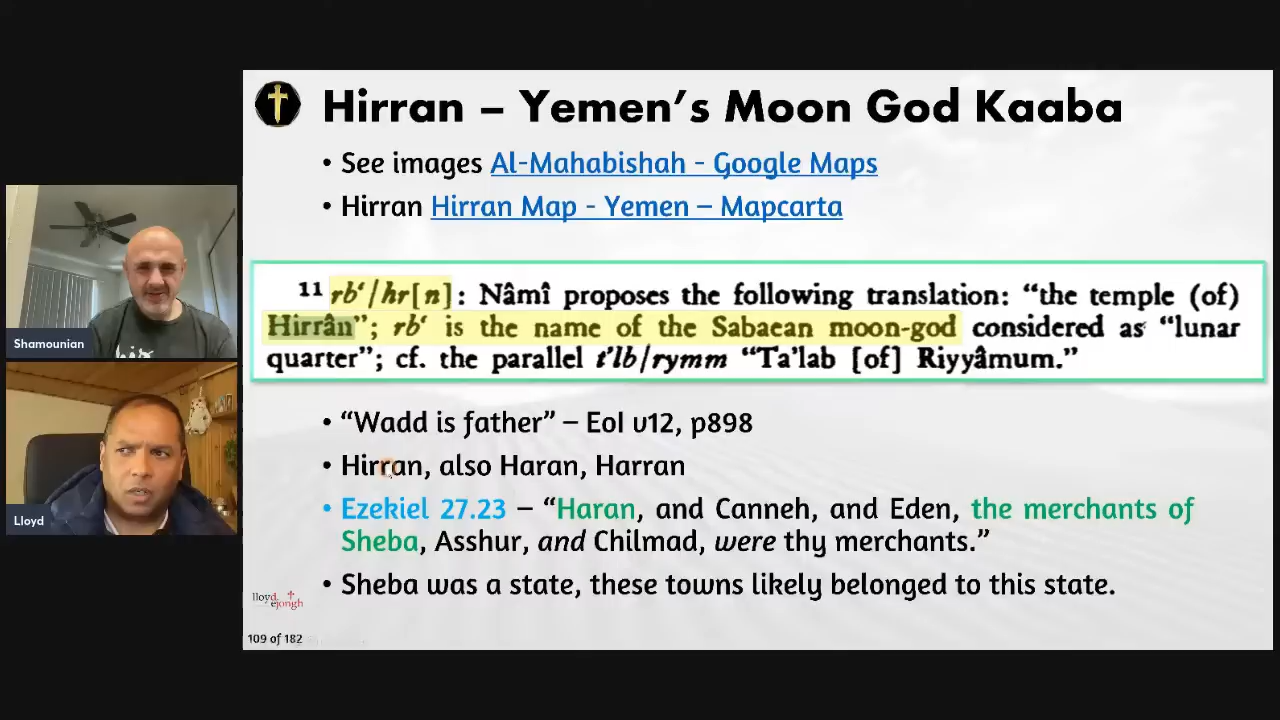 Hirran – Yemen's Moon God Kaaba
• See images Al-Mahabishah - Google Maps
• Hirran Hirran Map - Yemen – Mapcarta
11 rbʿ/hr[n]: Nâmî proposes the following translation: "the temple (of)
Hirrân"; rbʿ is the name of the Sabaean moon-god considered as "lunar
quarter"; cf. the parallel t'lb/rymm "Ta'lab [of] Riyyâmum."
• "Wadd is father" – EoI v12, p898
• Hirran, also Haran, Harran
• Ezekiel 27.23 – "Haran, and Canneh, and Eden, the merchants of
Sheba, Asshur, and Chilmad, were thy merchants."
• Sheba was a state, these towns likely belonged to this state.
lloyd
ejongh
109 of 182
Shamounian
Lloyd